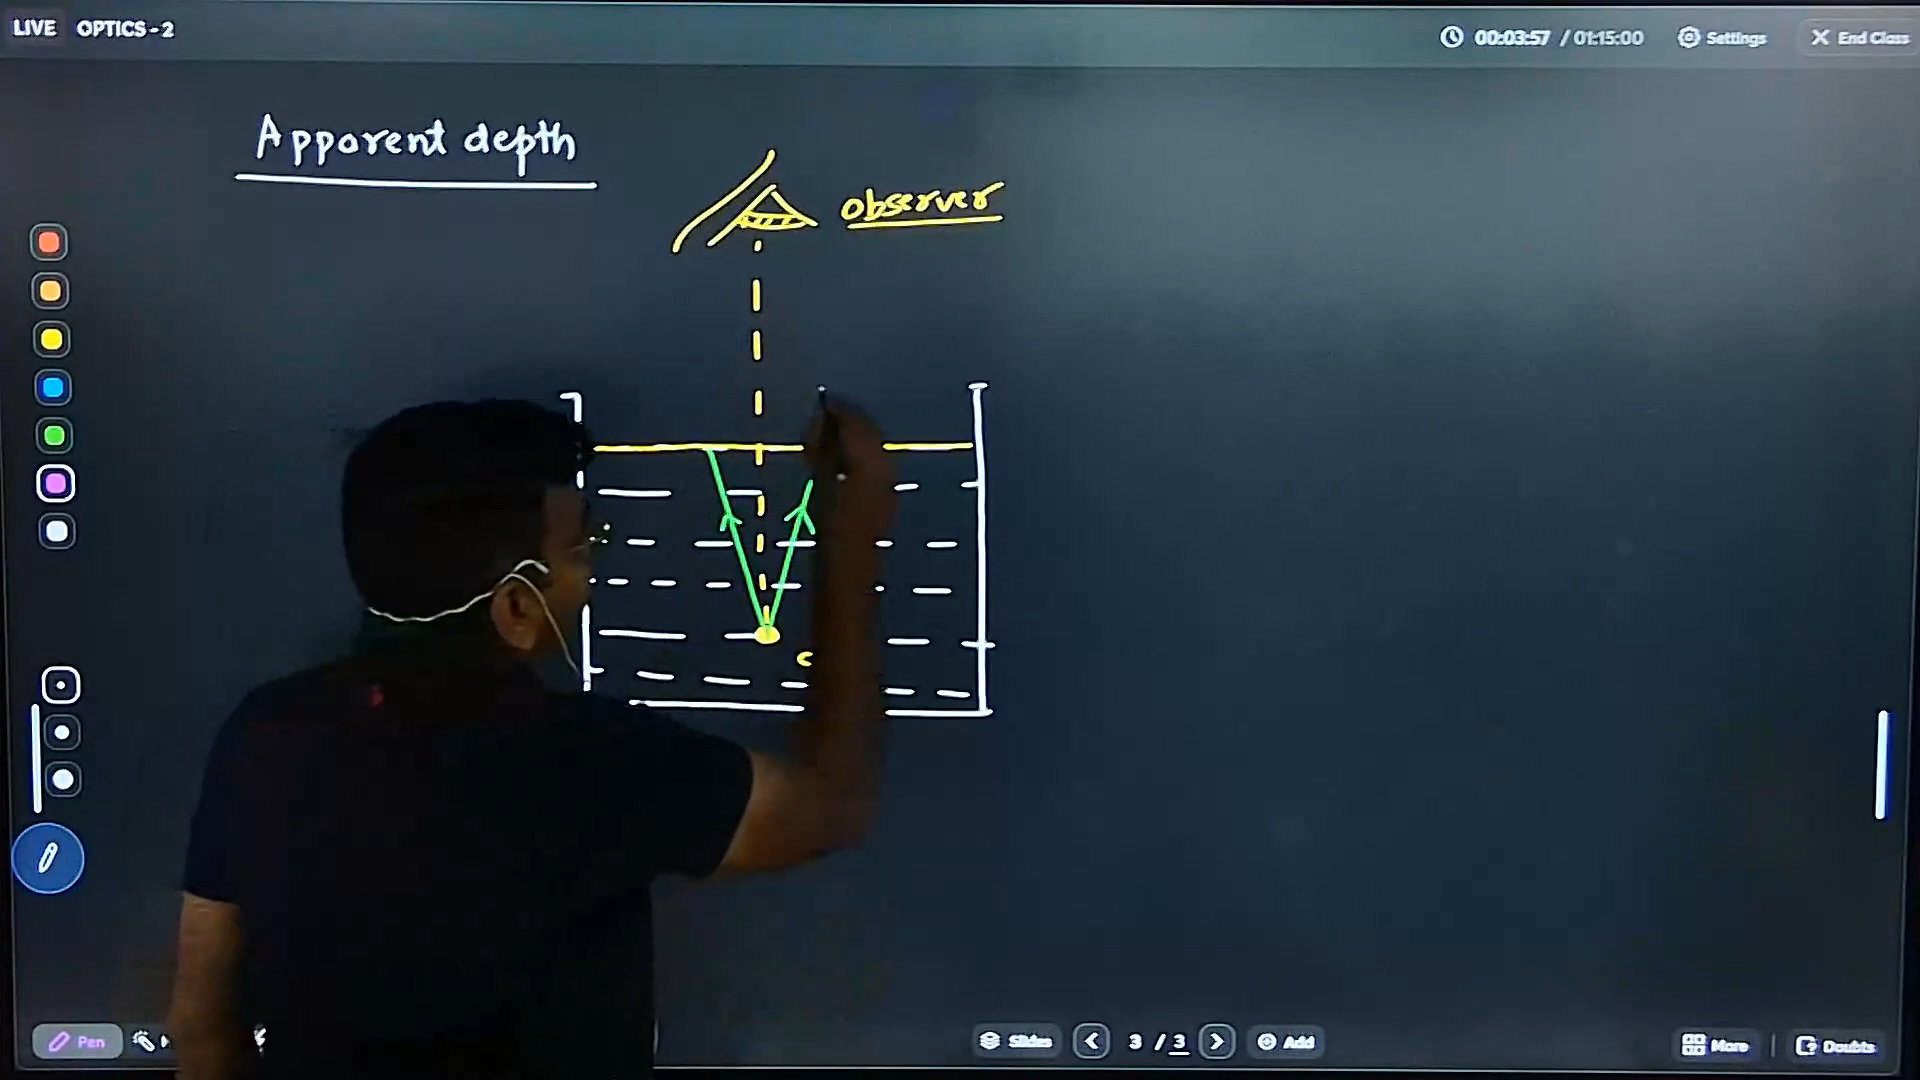 LIVE OPTICS - 2
00:03:57 / 01:15:00 Settings End Class
Apparent depth
observer
Pen
Slides 3 / 3 Add
More Doubts